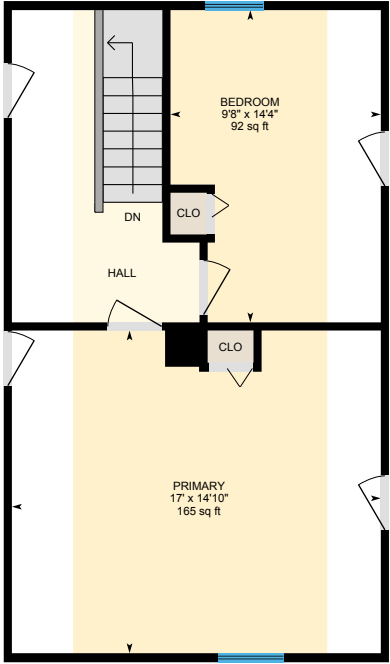 BEDROOM
9'8" x 14'4"
92 sq ft
CLO
DN
HALL
CLO
PRIMARY
17' x 14'10"
165 sq ft